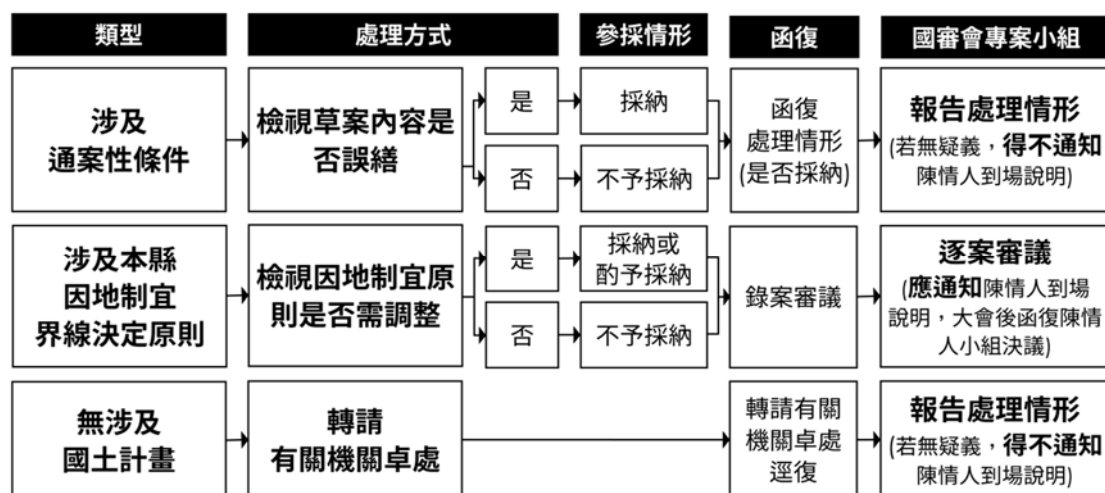 類型
處理方式
參採情形
函復
國審會專案小組
涉及
通案性條件
檢視草案內容是
否誤繕
是
採納
否
不予採納
函復
處理情形
(是否採納)
報告處理情形
(若無疑義，得不通知
陳情人到場說明)
涉及本縣
因地制宜
界線決定原則
檢視因地制宜原
則是否需調整
是
採納或
酌予採納
否
不予採納
錄案審議
逐案審議
(應通知陳情人到場
說明，大會後函復陳情
人小組決議)
無涉及
國土計畫
轉請
有關機關卓處
轉請有關
機關卓處
逕復
報告處理情形
(若無疑義，得不通知
陳情人到場說明)